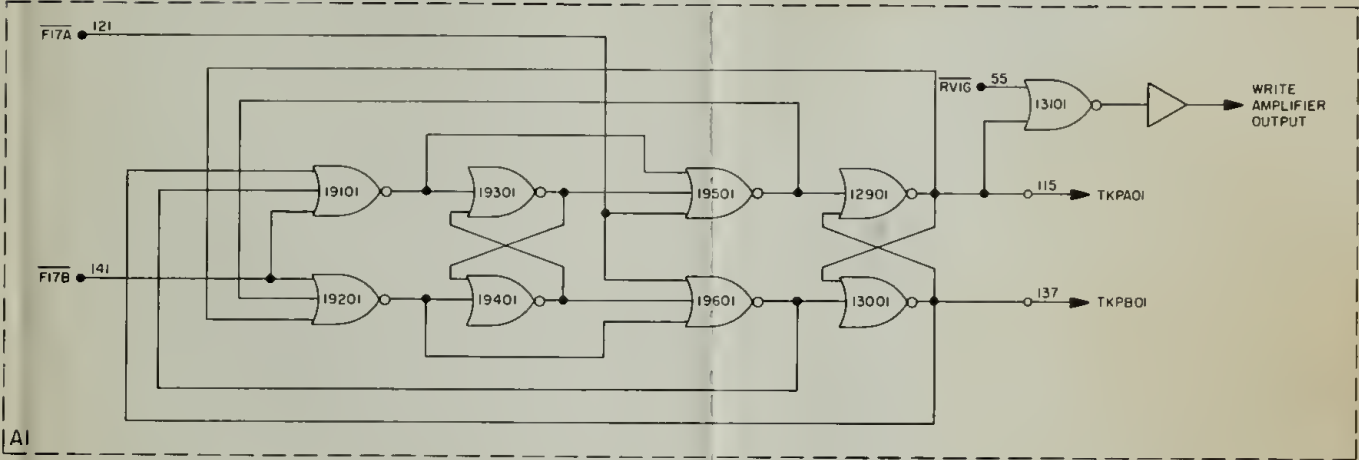 F17A 121
RV1G 55
13101
WRITE
AMPLIFIER
OUTPUT
19101
19301
19501
12901
115
TKPA01
F17B 141
19201
19401
19601
13001
137
TKPB01
A1